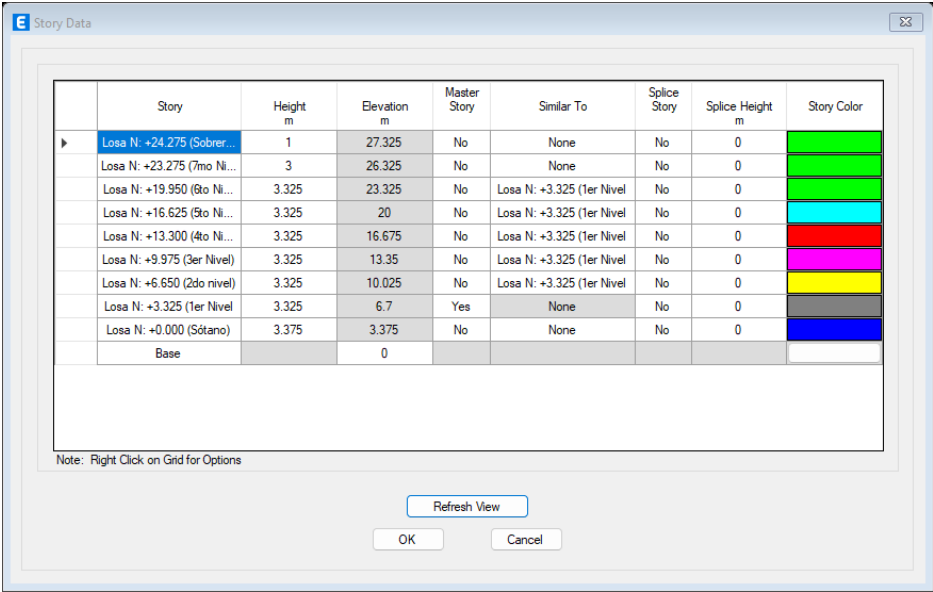 E Story Data
Story Height m Elevation m Master Story Similar To Splice Story Splice Height m Story Color
Losa N: +24.275 (Sobrer... 1 27.325 No None No 0
Losa N: +23.275 (7mo Ni... 3 26.325 No None No 0
Losa N: +19.950 (6to Ni... 3.325 23.325 No Losa N: +3.325 (1er Nivel No 0
Losa N: +16.625 (5to Ni... 3.325 20 No Losa N: +3.325 (1er Nivel No 0
Losa N: +13.300 (4to Ni... 3.325 16.675 No Losa N: +3.325 (1er Nivel No 0
Losa N: +9.975 (3er Nivel) 3.325 13.35 No Losa N: +3.325 (1er Nivel No 0
Losa N: +6.650 (2do nivel) 3.325 10.025 No Losa N: +3.325 (1er Nivel No 0
Losa N: +3.325 (1er Nivel 3.325 6.7 Yes None No 0
Losa N: +0.000 (Sótano) 3.375 3.375 No None No 0
Base 0
Note: Right Click on Grid for Options
Refresh View
OK Cancel